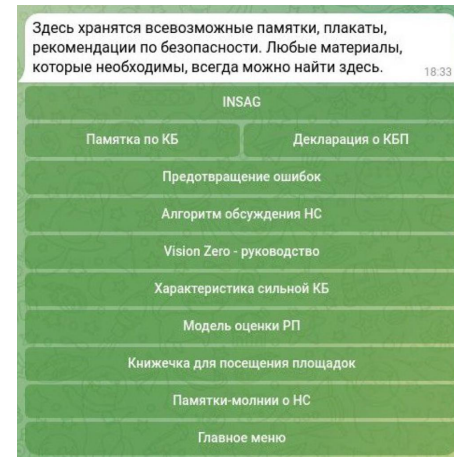 Здесь хранятся всевозможные памятки, плакаты,
рекомендации по безопасности. Любые материалы,
которые необходимы, всегда можно найти здесь.
18:33
INSAG
Памятка по КБ
Декларация о КБП
Предотвращение ошибок
Алгоритм обсуждения НС
Vision Zero - руководство
Характеристика сильной КБ
Модель оценки РП
Книжечка для посещения площадок
Памятки-молнии о НС
Главное меню